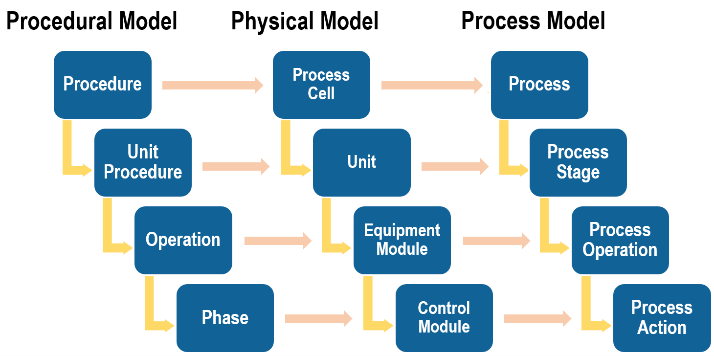 Procedural Model
Physical Model
Process Model
Procedure
Process
Cell
Process
Unit
Procedure
Unit
Process
Stage
Operation
Equipment
Module
Process
Operation
Phase
Control
Module
Process
Action